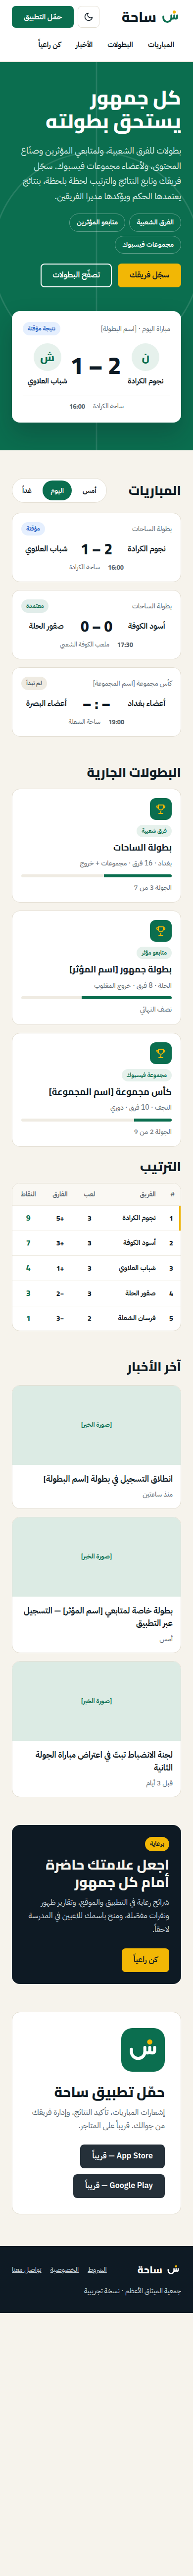 ساحة
حمّل التطبيق
المباريات
البطولات
الأخبار
كن راعياً
كل جمهور
يستحق بطولته
بطولات للفرق الشعبية، ولمتابعي المؤثرين وصنّاع
المحتوى، ولأعضاء مجموعات فيسبوك. سجّل
فريقك وتابع النتائج والترتيب لحظة بلحظة، بنتائج
يعتمدها الحكم ويؤكدها مديرا الفريقين.
الفرق الشعبية
متابعو المؤثرين
مجموعات فيسبوك
سجّل فريقك
تصفّح البطولات
مباراة اليوم · [اسم البطولة]
نتيجة مؤقتة
ن
2 – 1
ش
نجوم الكرادة
شباب العلاوي
ساحة الكرادة
16:00
المباريات
أمس
اليوم
غداً
بطولة الساحات
مؤقتة
نجوم الكرادة
2 – 1
شباب العلاوي
16:00
ساحة الكرادة
بطولة الساحات
معتمدة
أسود الكوفة
0 – 0
صقور الحلة
17:30
ملعب الكوفة الشعبي
كأس مجموعة [اسم المجموعة]
لم تبدأ
أعضاء بغداد
– : –
أعضاء البصرة
19:00
ساحة الشعلة
البطولات الجارية
فرق شعبية
بطولة الساحات
بغداد · 16 فرق · مجموعات + خروج
الجولة 3 من 7
متابعو مؤثر
بطولة جمهور [اسم المؤثر]
الحلة · 8 فرق · خروج المغلوب
نصف النهائي
مجموعة فيسبوك
كأس مجموعة [اسم المجموعة]
النجف · 10 فرق · دوري
الجولة 2 من 9
الترتيب
# الفريق لعب الفارق النقاط
1 نجوم الكرادة 3 +5 9
2 أسود الكوفة 3 +3 7
3 شباب العلاوي 3 +1 4
4 صقور الحلة 3 −2 3
5 فرسان الشعلة 2 −3 1
آخر الأخبار
[صورة الخبر]
انطلاق التسجيل في بطولة [اسم البطولة]
منذ ساعتين
[صورة الخبر]
بطولة خاصة لمتابعي [اسم المؤثر] — التسجيل
عبر التطبيق
أمس
[صورة الخبر]
لجنة الانضباط تبتّ في اعتراض مباراة الجولة
الثانية
قبل 3 أيام
برعاية
اجعل علامتك حاضرة
أمام كل جمهور
شرائح رعاية في التطبيق والموقع، وتقارير ظهور
ونقرات مفصّلة، ومنح باسمك للاعبين في المدرسة
لاحقاً.
كن راعياً
حمّل تطبيق ساحة
إشعارات المباريات، تأكيد النتائج، وإدارة فريقك
من جوالك. قريباً على المتاجر.
App Store — قريباً
Google Play — قريباً
ساحة
الشروط
الخصوصية
تواصل معنا
جمعية الميثاق الأعظم · نسخة تجريبية